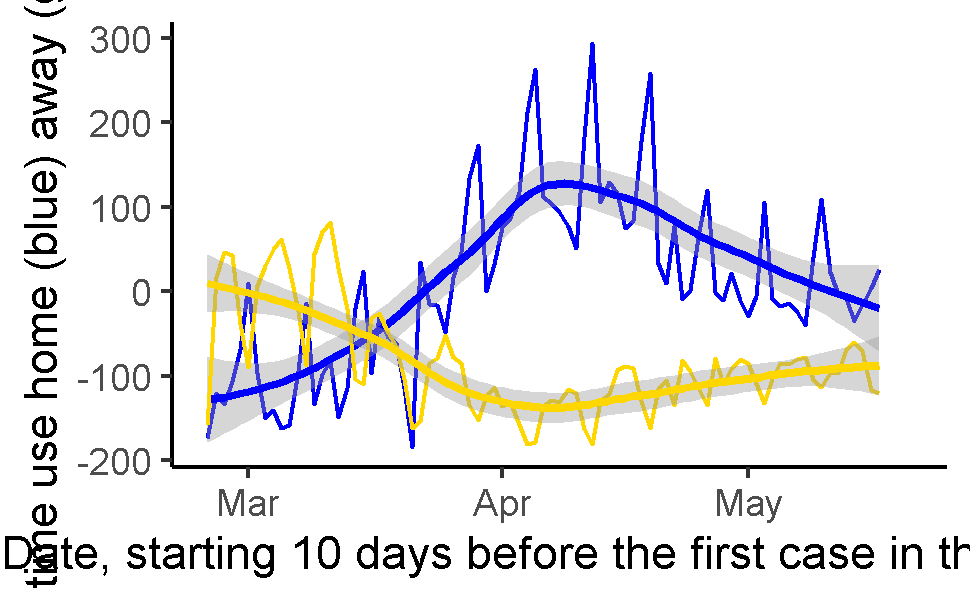 300
200
100
0
-100
-200
Mar Apr May
time use home (blue) away (
Date, starting 10 days before the first case in th